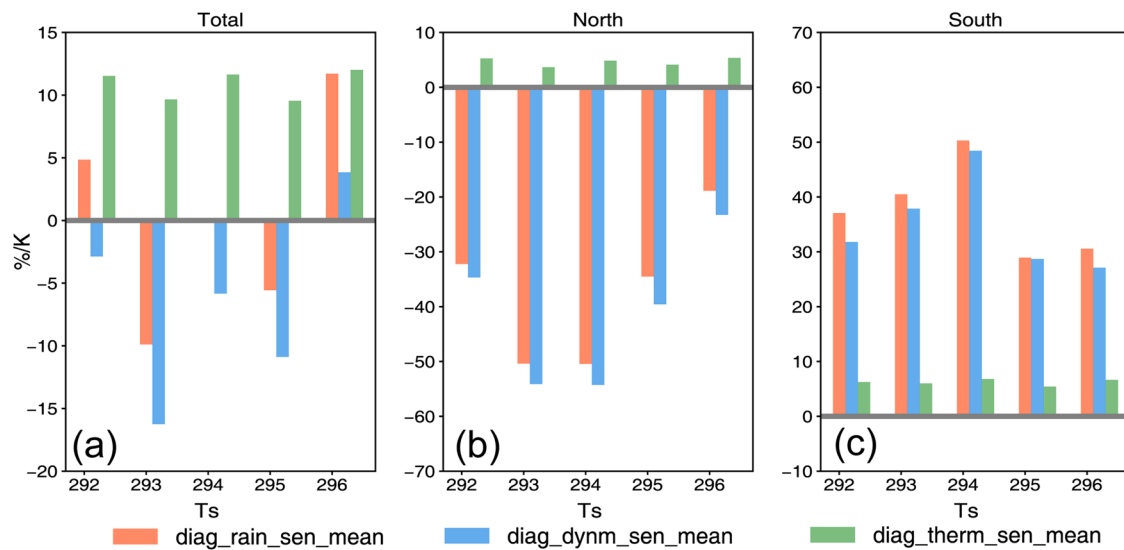 Total
North
South
%/K
15
10
5
0
−5
−10
−15
−20
(a)
292 293 294 295 296
Ts
10
0
−10
−20
−30
−40
−50
−60
−70
(b)
292 293 294 295 296
Ts
70
60
50
40
30
20
10
0
−10
(c)
292 293 294 295 296
Ts
diag_rain_sen_mean
diag_dynm_sen_mean
diag_therm_sen_mean